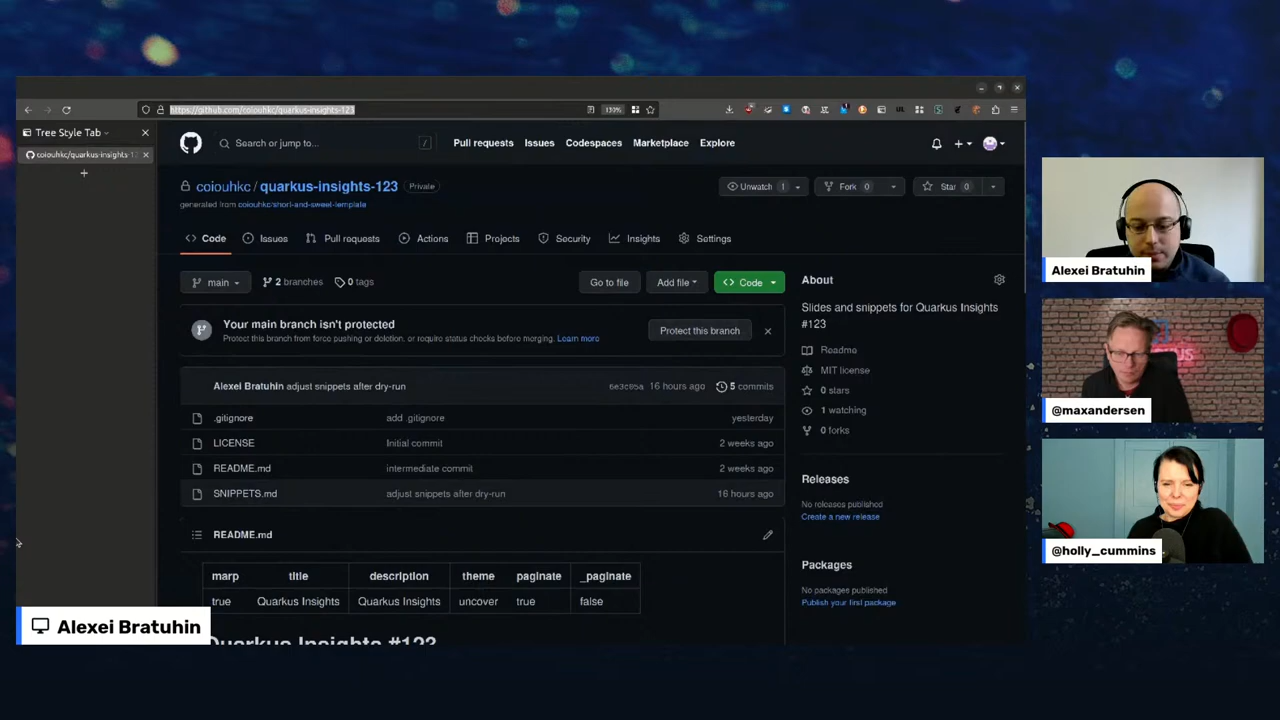 https://github.com/coiouhkc/quarkus-insights-123
133%
Tree Style Tab
coiouhkc/quarkus-insights-12
Search or jump to...
/
Pull requests
Issues
Codespaces
Marketplace
Explore
coiouhkc / quarkus-insights-123
Private
Unwatch 1
Fork 0
Star 0
generated from coiouhkc/short-and-sweet-template
Code
Issues
Pull requests
Actions
Projects
Security
Insights
Settings
main
2 branches
0 tags
Go to file
Add file
Code
Your main branch isn't protected
Protect this branch from force pushing or deletion, or require status checks before merging. Learn more
Protect this branch
Alexei Bratuhin adjust snippets after dry-run
16 hours ago
5 commits
.gitignore
add .gitignore
yesterday
LICENSE
Initial commit
2 weeks ago
README.md
intermediate commit
2 weeks ago
SNIPPETS.md
adjust snippets after dry-run
16 hours ago
README.md
marp title description theme paginate _paginate
true Quarkus Insights Quarkus Insights uncover true false
Quarkus Insights #123
About
Slides and snippets for Quarkus Insights
#123
Readme
MIT license
0 stars
1 watching
0 forks
Releases
No releases published
Create a new release
Packages
No packages published
Publish your first package
Alexei Bratuhin
Alexei Bratuhin
@maxandersen
@holly_cummins